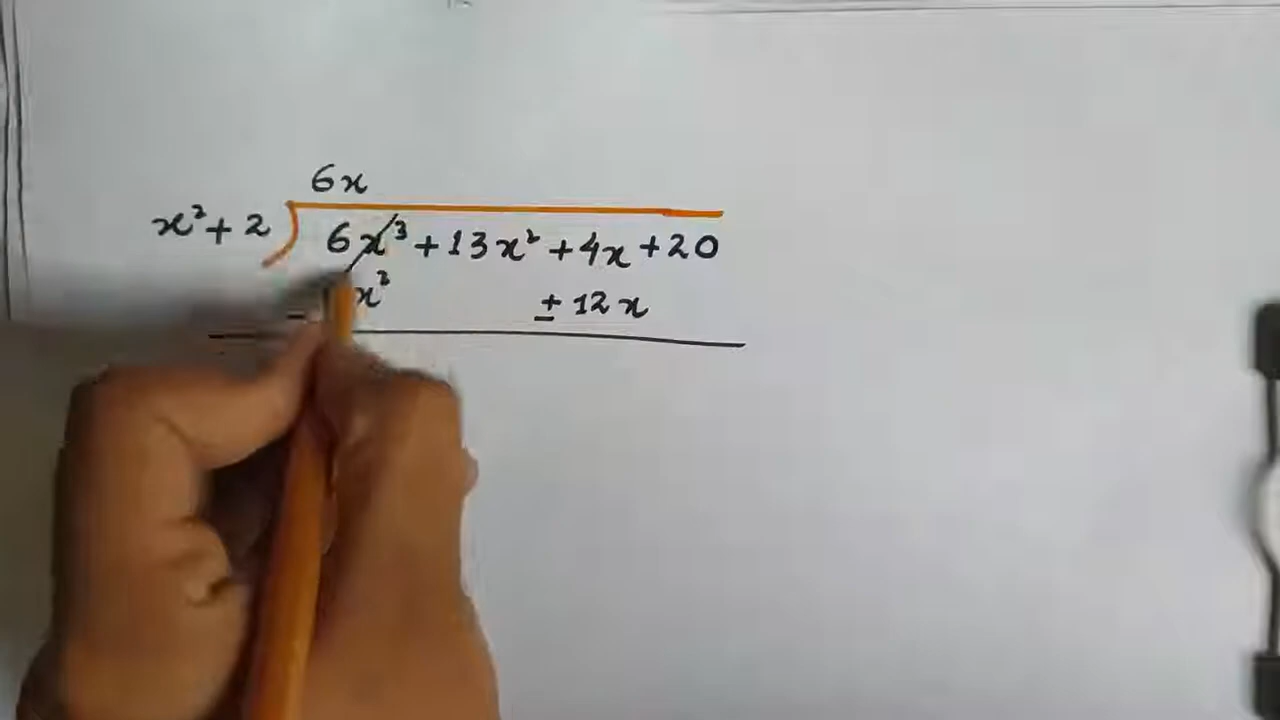 6x
x²+2 ) 6x³ + 13x² + 4x + 20
x² ± 12x